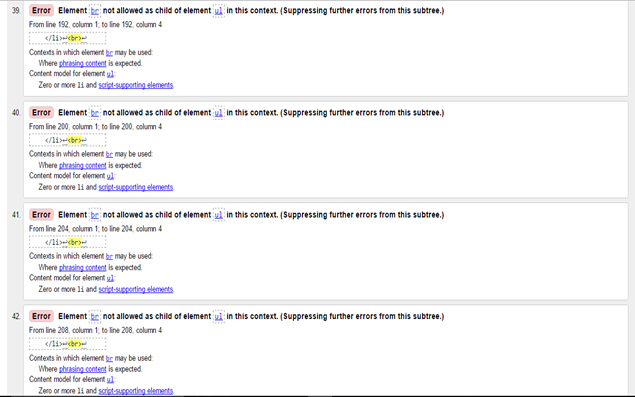 39. Error Element br not allowed as child of element ul in this context. (Suppressing further errors from this subtree.)
From line 192, column 1; to line 192, column 4
</li>↩<br>↩
Contexts in which element br may be used:
Where phrasing content is expected.
Content model for element ul:
Zero or more li and script-supporting elements.
40. Error Element br not allowed as child of element ul in this context. (Suppressing further errors from this subtree.)
From line 200, column 1; to line 200, column 4
</li>↩<br>↩
Contexts in which element br may be used:
Where phrasing content is expected.
Content model for element ul:
Zero or more li and script-supporting elements.
41. Error Element br not allowed as child of element ul in this context. (Suppressing further errors from this subtree.)
From line 204, column 1; to line 204, column 4
</li>↩<br>↩
Contexts in which element br may be used:
Where phrasing content is expected.
Content model for element ul:
Zero or more li and script-supporting elements.
42. Error Element br not allowed as child of element ul in this context. (Suppressing further errors from this subtree.)
From line 208, column 1; to line 208, column 4
</li>↩<br>↩
Contexts in which element br may be used:
Where phrasing content is expected.
Content model for element ul:
Zero or more li and script-supporting elements.